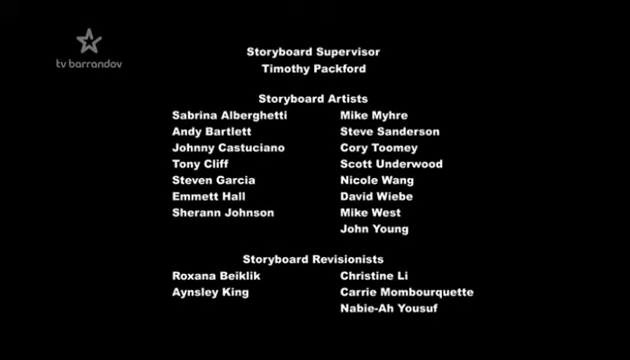 tv barrandov
Storyboard Supervisor
Timothy Packford
Storyboard Artists
Sabrina Alberghetti Mike Myhre
Andy Bartlett Steve Sanderson
Johnny Castuciano Cory Toomey
Tony Cliff Scott Underwood
Steven Garcia Nicole Wang
Emmett Hall David Wiebe
Sherann Johnson Mike West
John Young
Storyboard Revisionists
Roxana Beiklik Christine Li
Aynsley King Carrie Mombourquette
Nabie-Ah Yousuf